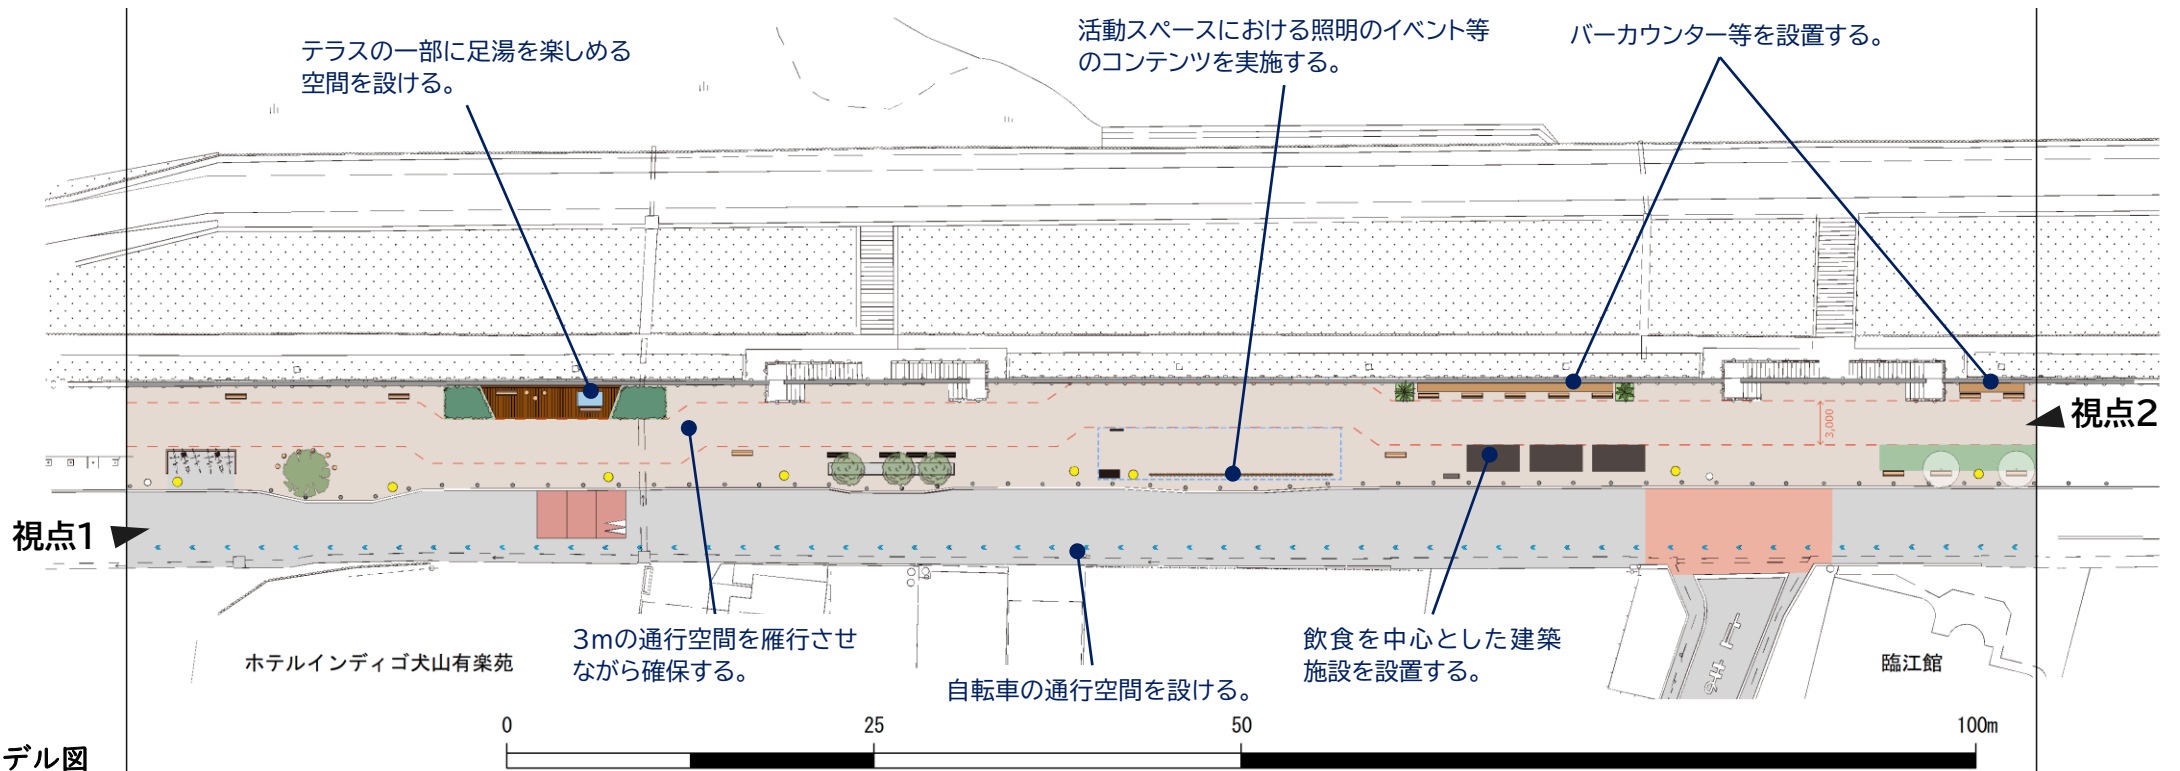 テラスの一部に足湯を楽しめる
空間を設ける。
活動スペースにおける照明のイベント等
のコンテンツを実施する。
バーカウンター等を設置する。
視点2
3,000
視点1
3mの通行空間を雁行させ
ながら確保する。
自転車の通行空間を設ける。
飲食を中心とした建築
施設を設置する。
ホテルインディゴ犬山有楽苑
臨江館
止まれ
0
25
50
100m
デル図